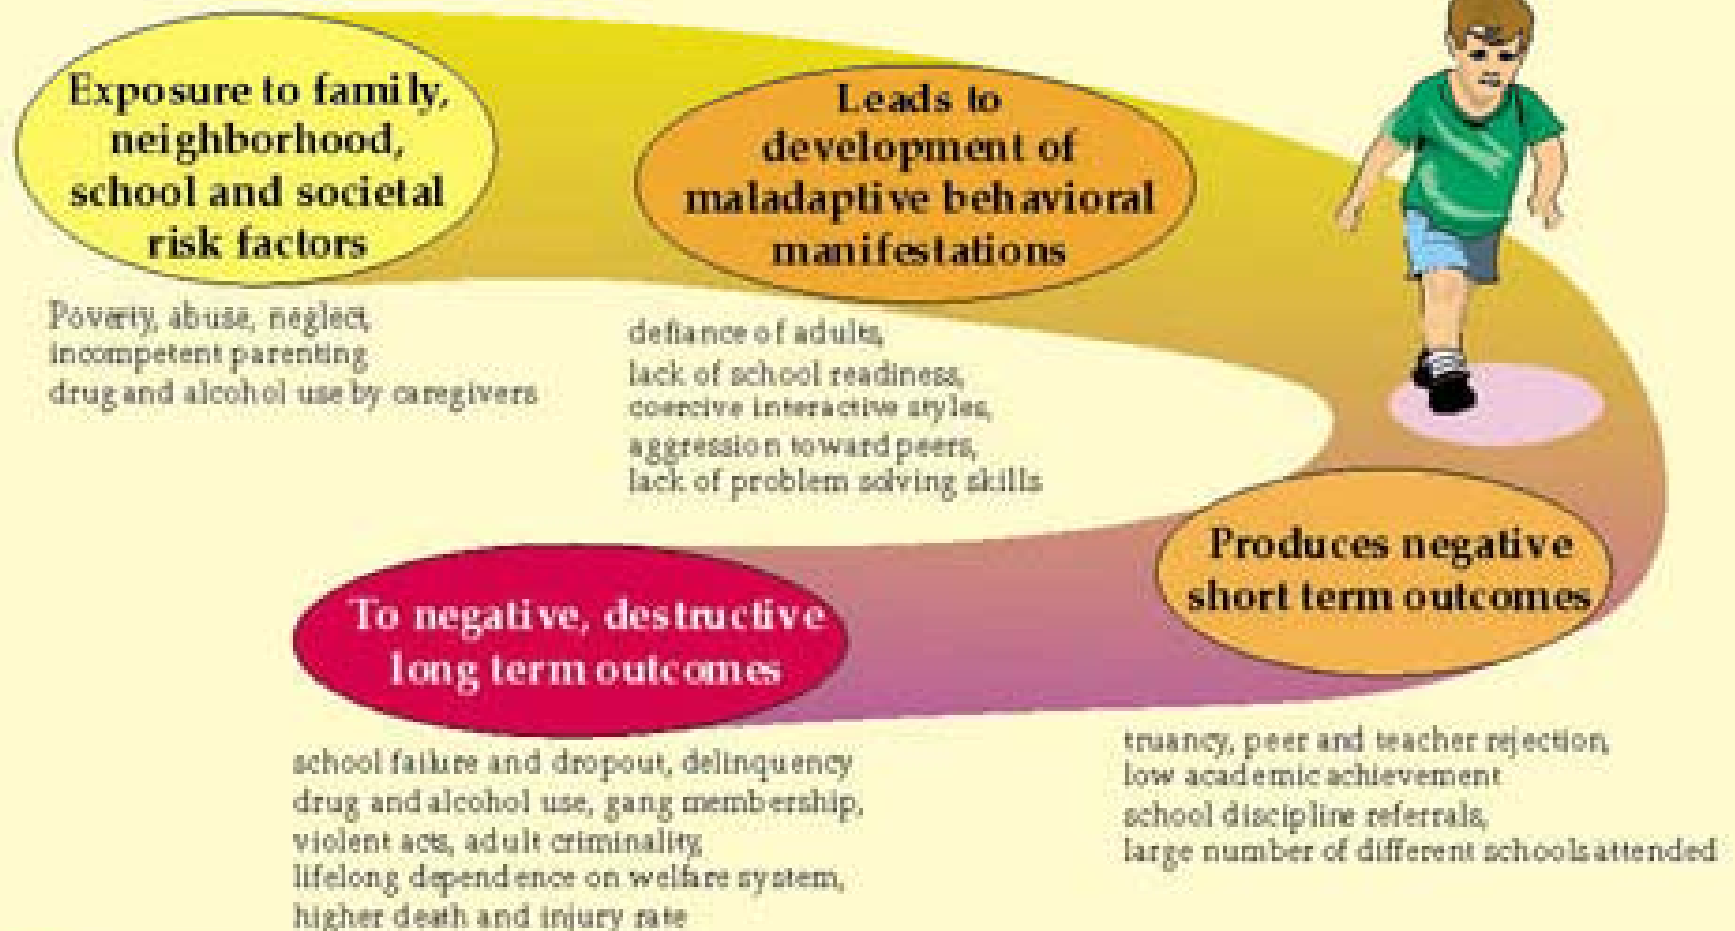 Exposure to family,
neighborhood,
school and societal
risk factors
Poverty, abuse, neglect,
incompetent parenting
drug and alcohol use by caregivers
Leads to
development of
maladaptive behavioral
manifestations
defiance of adults,
lack of school readiness,
coercive interactive styles,
aggression toward peers,
lack of problem solving skills
Produces negative
short term outcomes
truancy, peer and teacher rejection,
low academic achievement
school discipline referrals,
large number of different schools attended
To negative, destructive
long term outcomes
school failure and dropout, delinquency
drug and alcohol use, gang membership,
violent acts, adult criminality,
lifelong dependence on welfare system,
higher death and injury rate